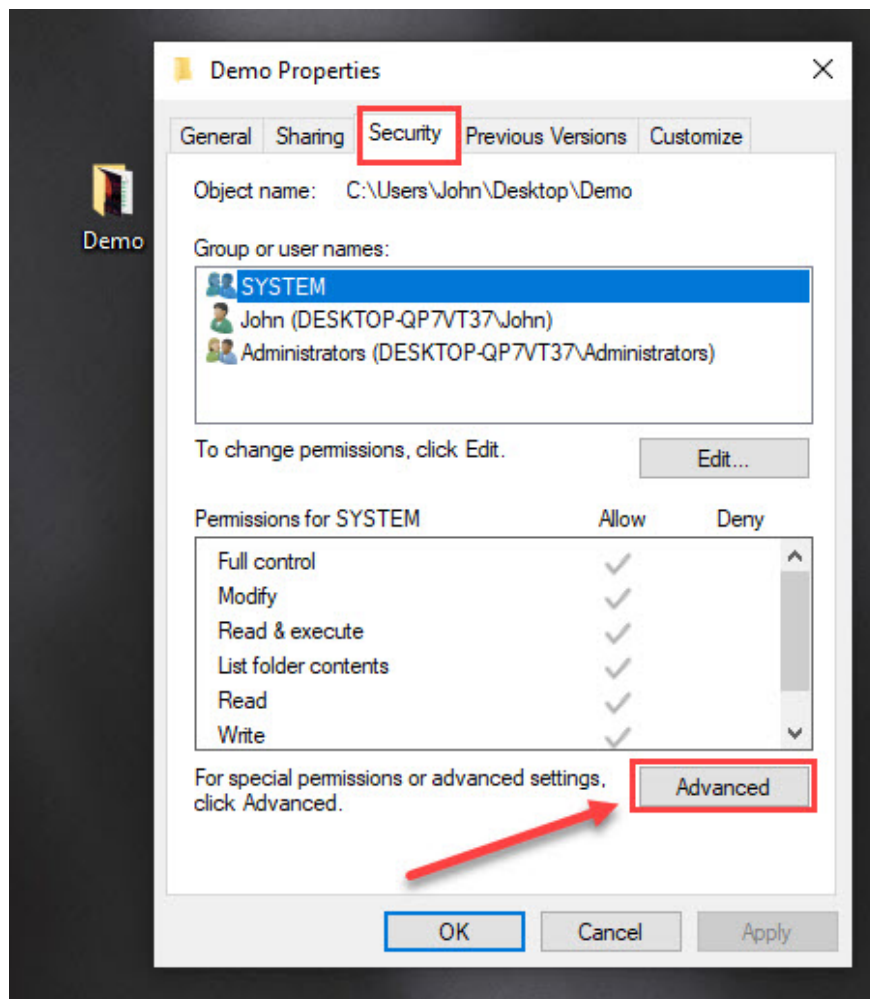 Demo Properties
General Sharing Security Previous Versions Customize
Object name: C:\Users\John\Desktop\Demo
Demo
Group or user names:
SYSTEM
John (DESKTOP-QP7VT37\John)
Administrators (DESKTOP-QP7VT37\Administrators)
To change permissions, click Edit.
Edit...
Permissions for SYSTEM Allow Deny
Full control
Modify
Read & execute
List folder contents
Read
Write
For special permissions or advanced settings,
click Advanced.
Advanced
OK Cancel Apply